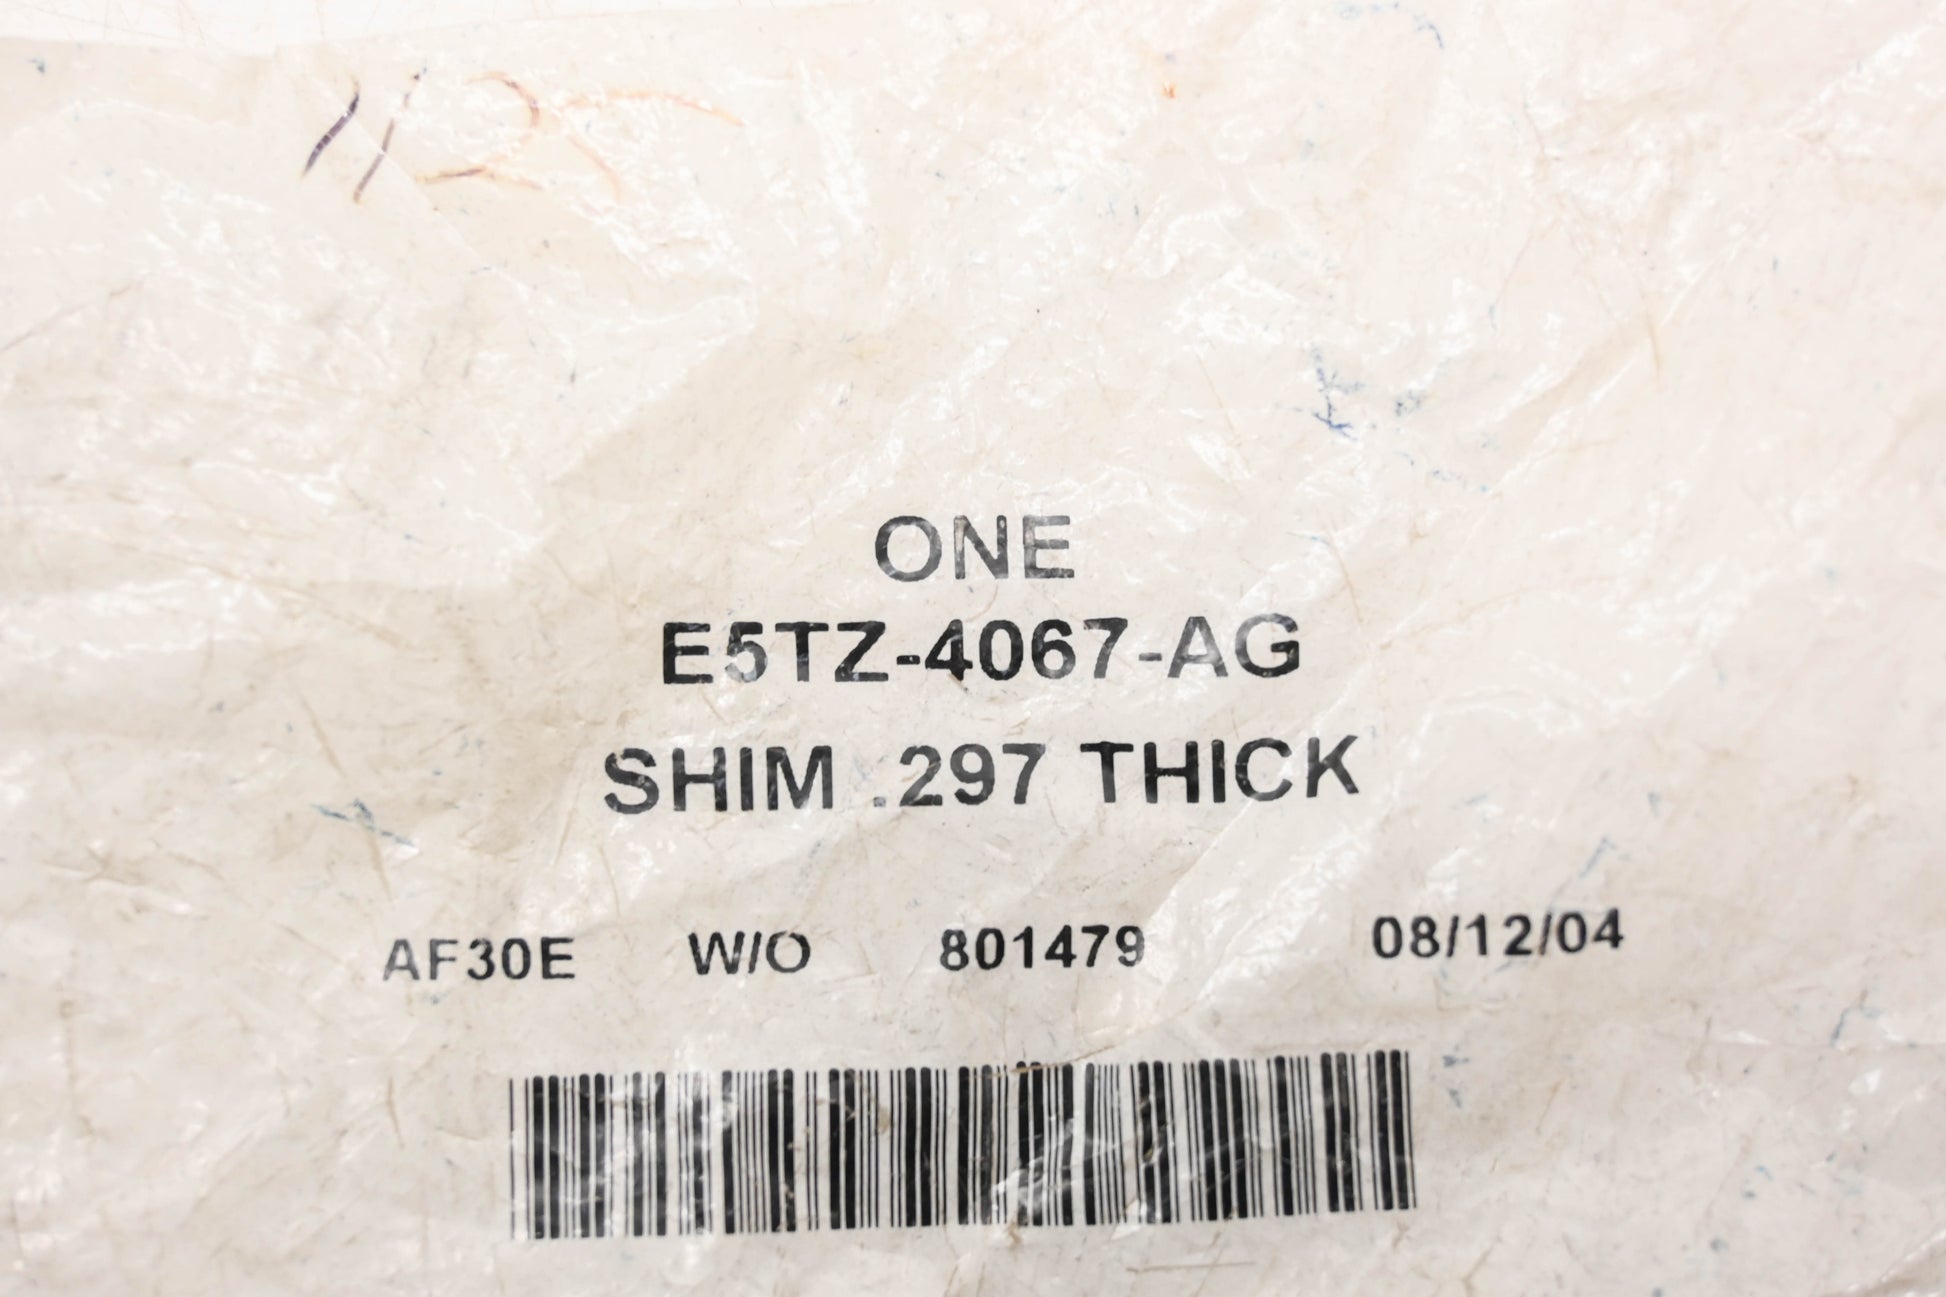 ONE
E5TZ-4067-AG
SHIM .297 THICK
AF30E W/O 801479 08/12/04